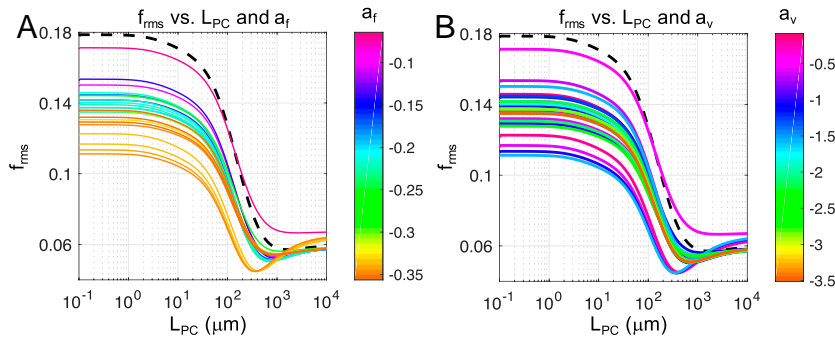 A
f_rms vs. L_PC and a_f
a_f
0.18
0.14
0.1
0.06
f_rms
10^-1 10^0 10^1 10^2 10^3 10^4
L_PC (μm)
-0.1
-0.15
-0.2
-0.25
-0.3
-0.35
B
f_rms vs. L_PC and a_v
a_v
0.18
0.14
0.1
0.06
f_rms
10^-1 10^0 10^1 10^2 10^3 10^4
L_PC (μm)
-0.5
-1
-1.5
-2
-2.5
-3
-3.5